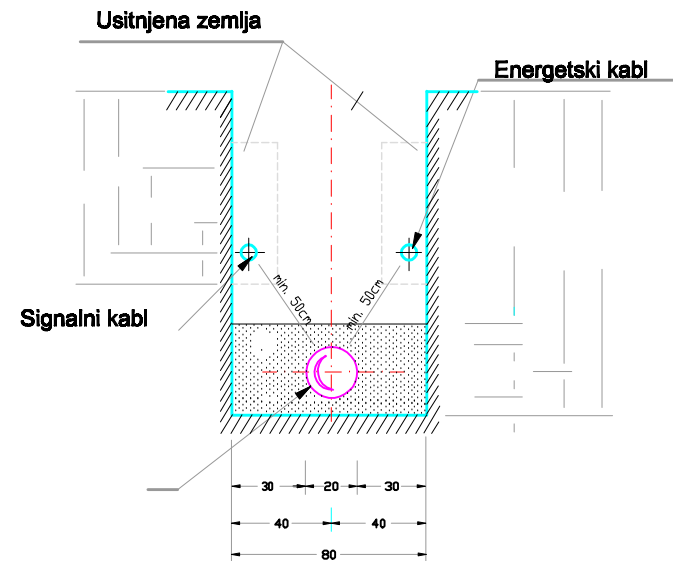 Usitnjena zemlja
Energetski kabl
min. 50cm
min. 50cm
Signalni kabl
30 20 30
40 40
80